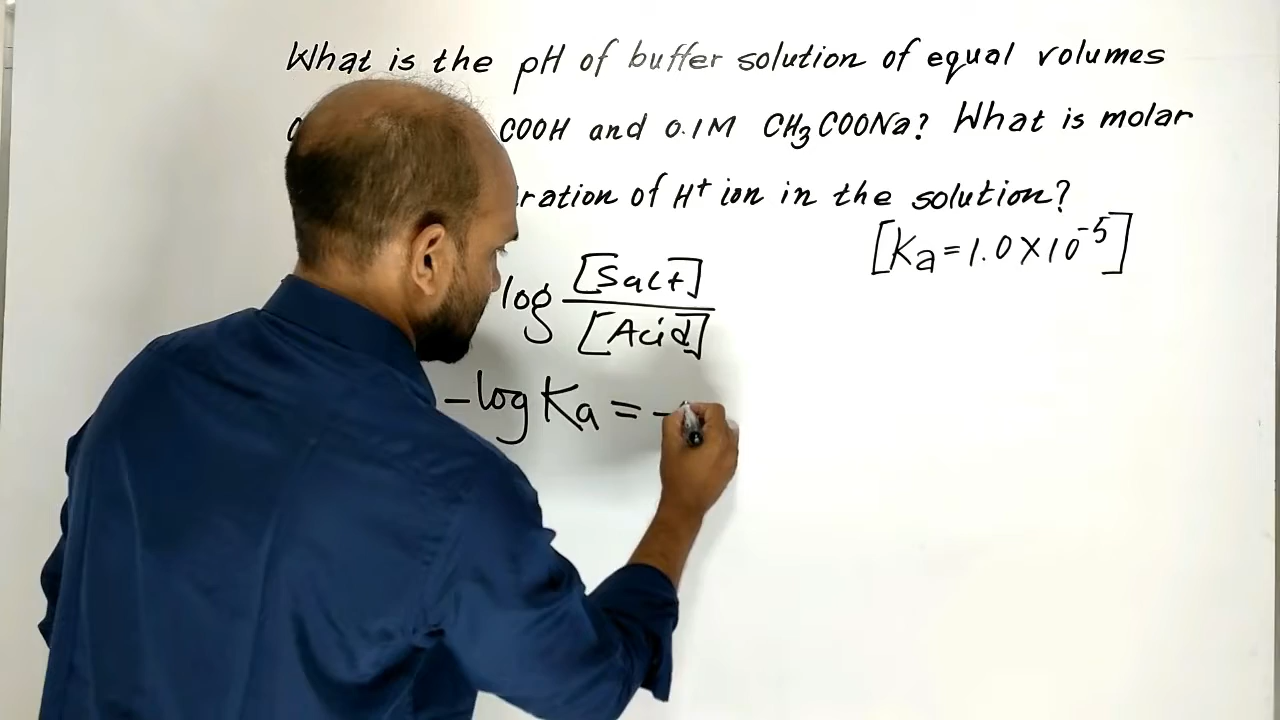 What is the pH of buffer solution of equal volumes
COOH and 0.1M CH3COONa? What is molar
ration of H+ ion in the solution?
[Ka = 1.0 X 10-5]
log [Salt]
[Acid]
-log Ka = -